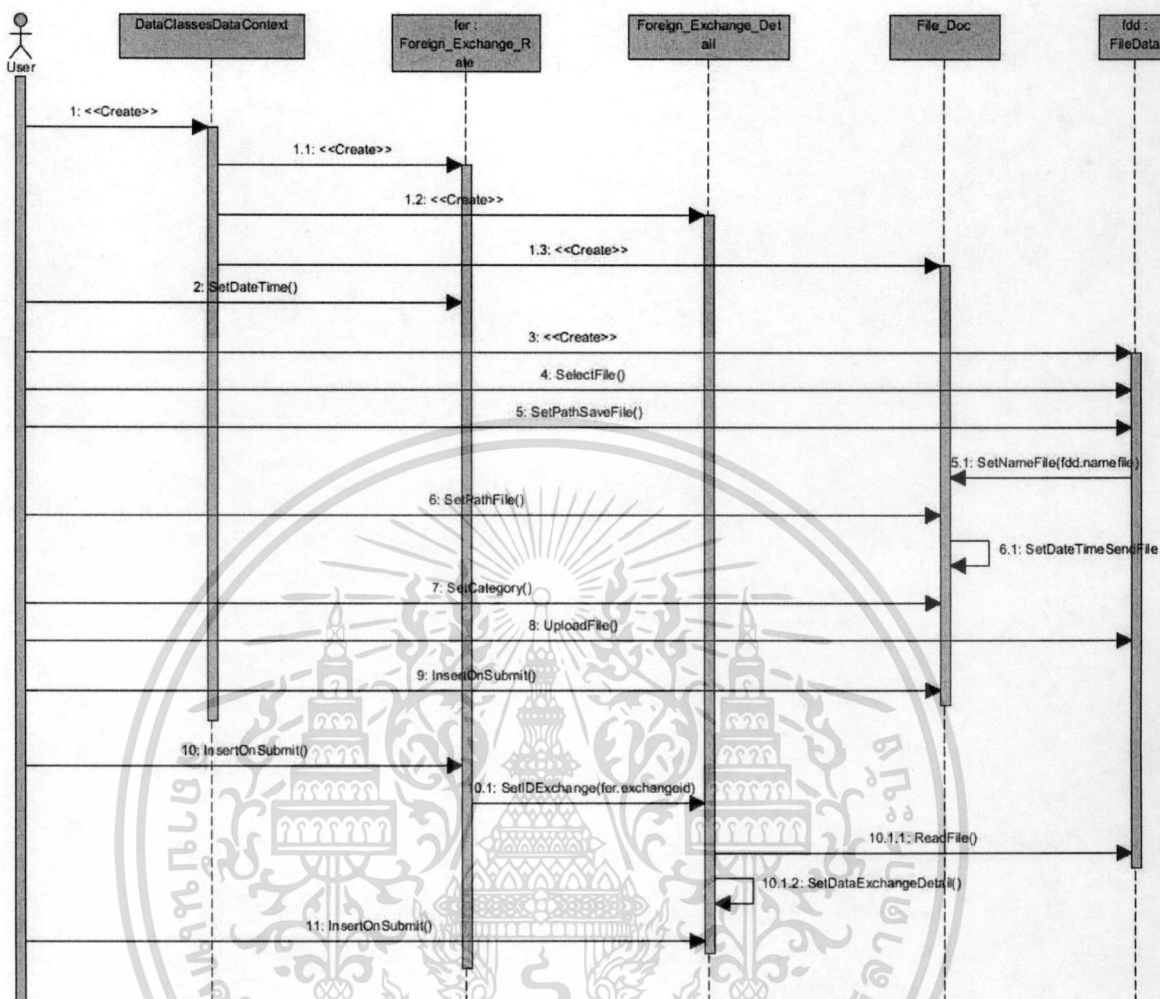 DataClassesDataContext
fer :
Foreign_Exchange_R
ate
Foreign_Exchange_Det
ail
File_Doc
fdd :
FileData
User
1: <<Create>>
1.1: <<Create>>
1.2: <<Create>>
1.3: <<Create>>
2: SetDateTime()
3: <<Create>>
4: SelectFile()
5: SetPathSaveFile()
5.1: SetNameFile(fdd.namefile)
6: SetPathFile()
6.1: SetDateTimeSendFile
7: SetCategory()
8: UploadFile()
9: InsertOnSubmit()
10: InsertOnSubmit()
10.1: SetIDExchange(fer.exchangeid)
10.1.1: ReadFile()
10.1.2: SetDataExchangeDetail()
11: InsertOnSubmit()